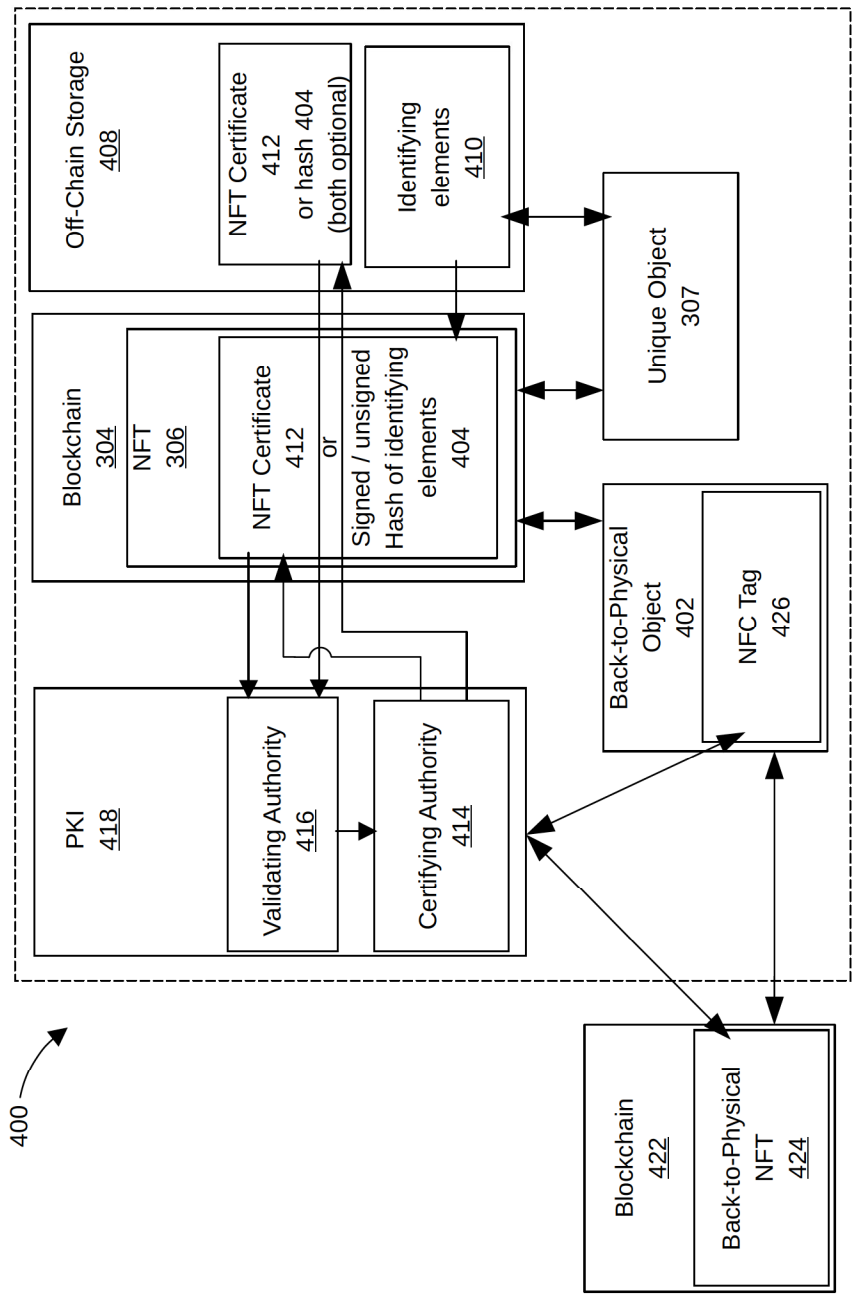 400
PKI
418
Validating Authority
416
Certifying Authority
414
Blockchain
304
NFT
306
NFT Certificate
412
or
Signed / unsigned
Hash of identifying
elements
404
Off-Chain Storage
408
NFT Certificate
412
or hash 404
(both optional)
Identifying
elements
410
Blockchain
422
Back-to-Physical
NFT
424
Back-to-Physical
Object
402
NFC Tag
426
Unique Object
307